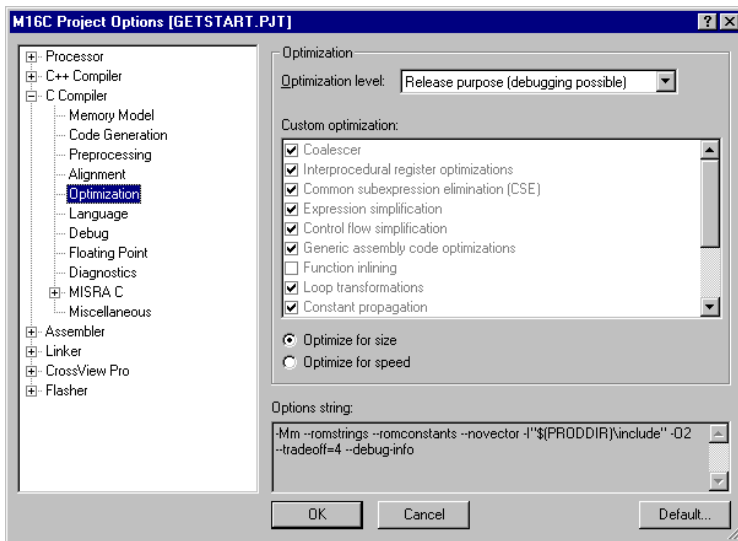 M16C Project Options [GETSTART.PJT]
Processor
C++ Compiler
C Compiler
Memory Model
Code Generation
Preprocessing
Alignment
Optimization
Language
Debug
Floating Point
Diagnostics
MISRA C
Miscellaneous
Assembler
Linker
CrossView Pro
Flasher
Optimization
Optimization level:
Release purpose (debugging possible)
Custom optimization:
Coalescer
Interprocedural register optimizations
Common subexpression elimination (CSE)
Expression simplification
Control flow simplification
Generic assembly code optimizations
Function inlining
Loop transformations
Constant propagation
Optimize for size
Optimize for speed
Options string:
-Mm --romstrings --romconstants --novector -I"$(PRODDIR)\include" -O2
--tradeoff=4 --debug-info
OK
Cancel
Default...